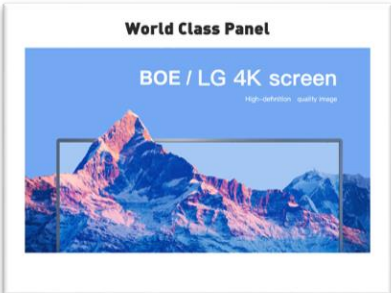 World Class Panel
BOE / LG 4K screen
High-definition quality image